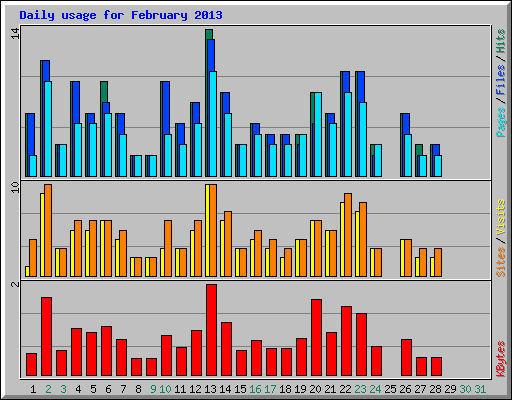 Daily usage for February 2013
14
Pages / Files / Hits
10
Sites / Visits
2
KBytes
1 2 3 4 5 6 7 8 9 10 11 12 13 14 15 16 17 18 19 20 21 22 23 24 25 26 27 28 29 30 31